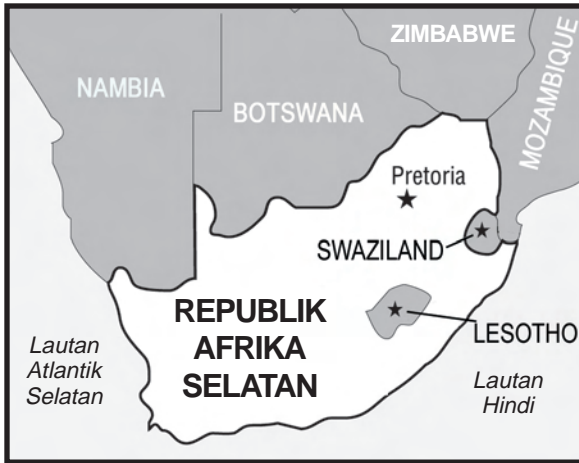 ZIMBABWE
NAMBIA
BOTSWANA
MOZAMBIQUE
Pretoria
SWAZILAND
REPUBLIK
AFRIKA
SELATAN
LESOTHO
Lautan
Atlantik
Selatan
Lautan
Hindi